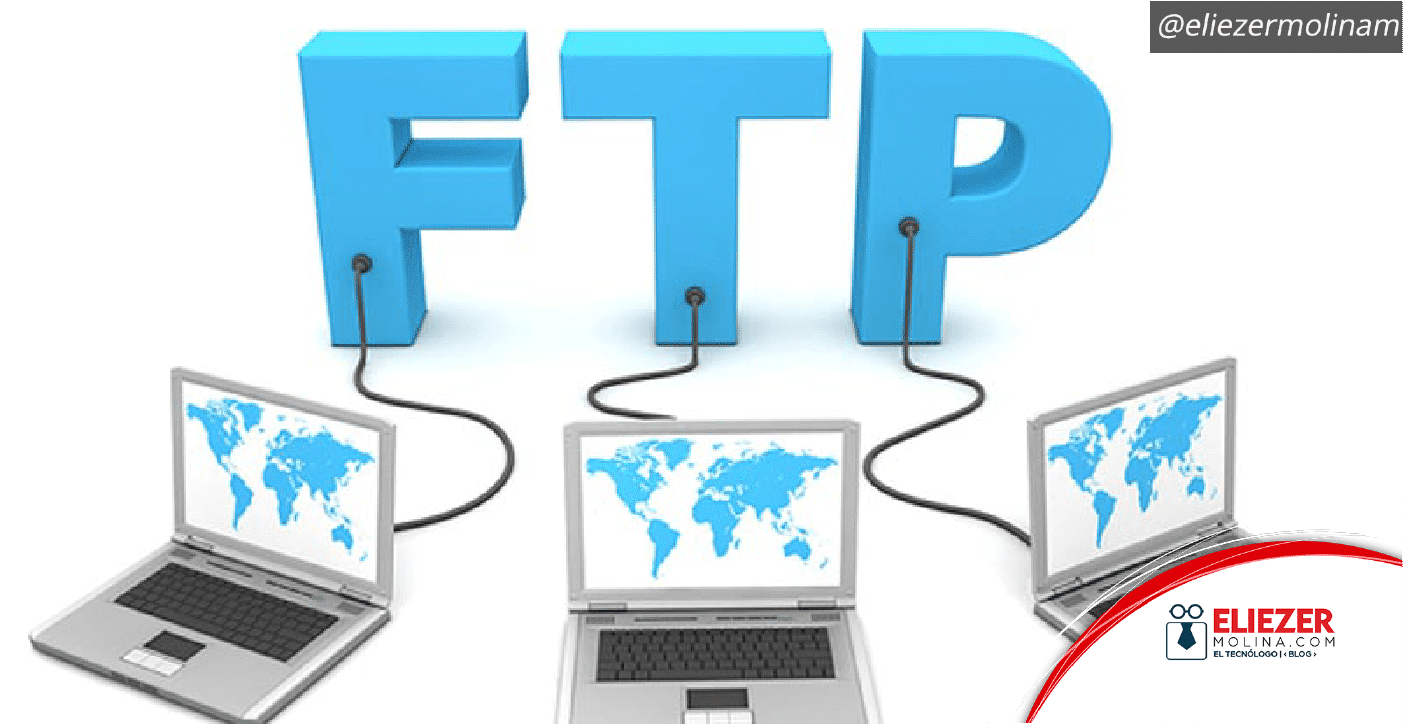 @eliezermolinam
FTP
ELIEZER
MOLINA.COM
EL TECNÓLOGO | ‹ BLOG ›